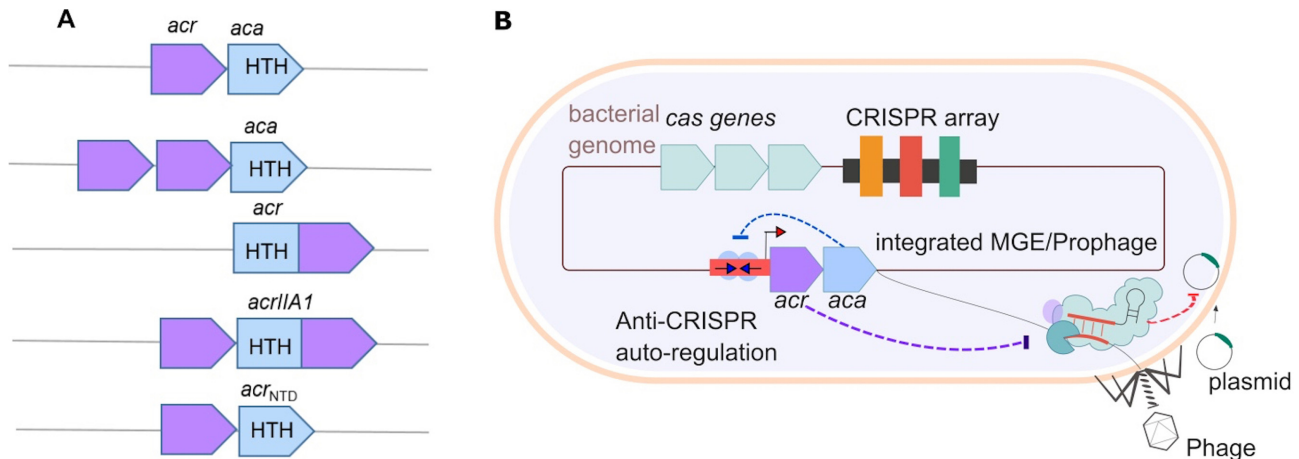 A
acr aca
HTH
aca
HTH
acr
HTH
acrIIA1
HTH
acrNTD
HTH
B
bacterial
genome
cas genes
CRISPR array
integrated MGE/Prophage
acr aca
Anti-CRISPR
auto-regulation
plasmid
Phage